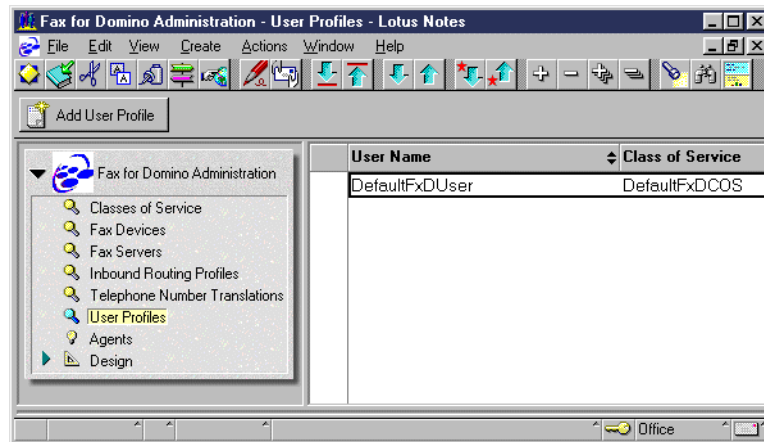 Fax for Domino Administration - User Profiles - Lotus Notes
File Edit View Create Actions Window Help
Add User Profile
Fax for Domino Administration
Classes of Service
Fax Devices
Fax Servers
Inbound Routing Profiles
Telephone Number Translations
User Profiles
Agents
Design
User Name Class of Service
DefaultFxDUser DefaultFxDCOS
Office